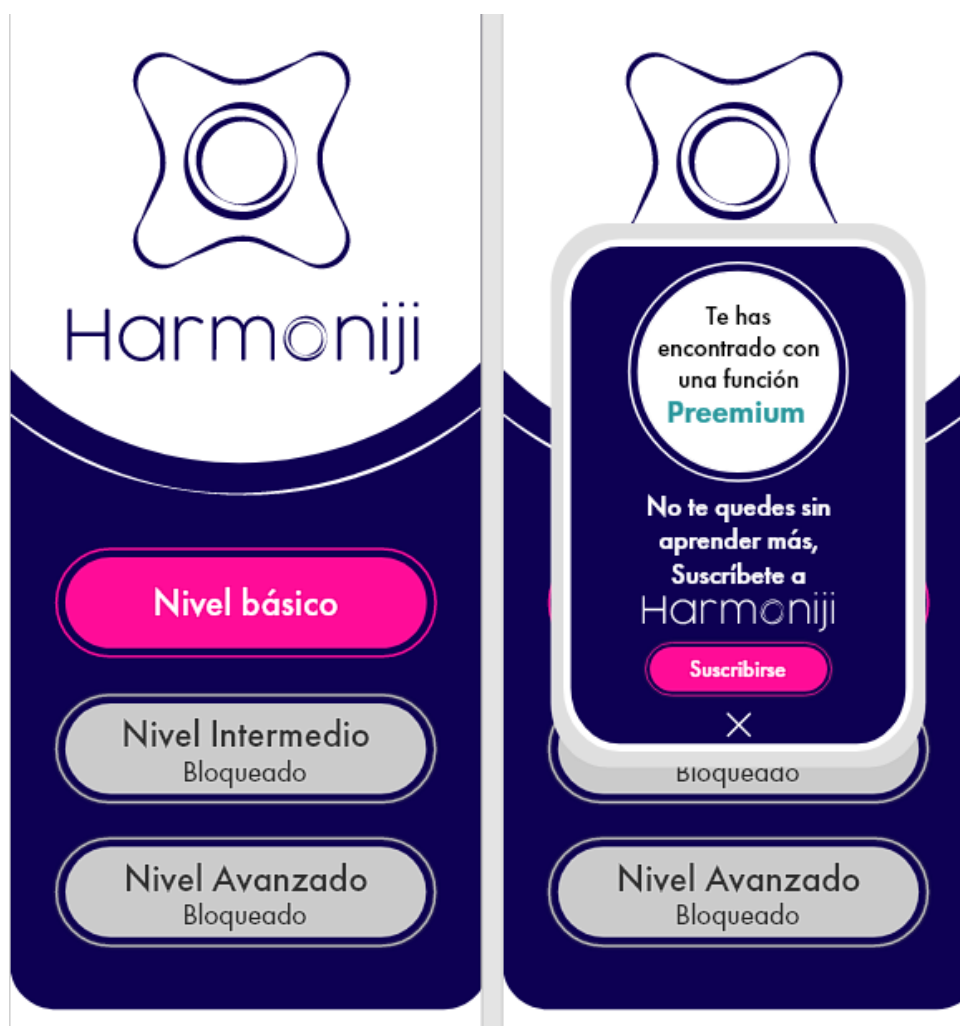 Harmoniji
Nivel básico
Nivel Intermedio
Bloqueado
Nivel Avanzado
Bloqueado
Te has
encontrado con
una función
Preemium
No te quedes sin
aprender más,
Suscríbete a
Harmoniji
Suscribirse
Bloqueado
Nivel Avanzado
Bloqueado